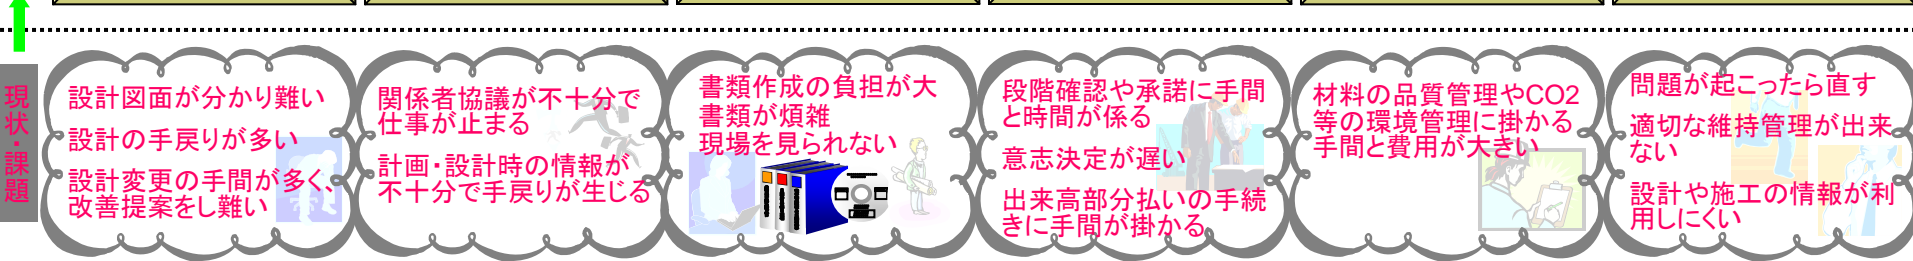 現状・課題
設計図面が分かり難い
設計の手戻りが多い
設計変更の手間が多く、
改善提案をし難い
関係者協議が不十分で
仕事が止まる
計画・設計時の情報が
不十分で手戻りが生じる
書類作成の負担が大
書類が煩雑
現場を見られない
段階確認や承諾に手間
と時間が係る
意志決定が遅い
出来高部分払いの手続
きに手間が掛かる
材料の品質管理やCO2
等の環境管理に掛かる
手間と費用が大きい
問題が起こったら直す
適切な維持管理が出来
ない
設計や施工の情報が利
用しにくい